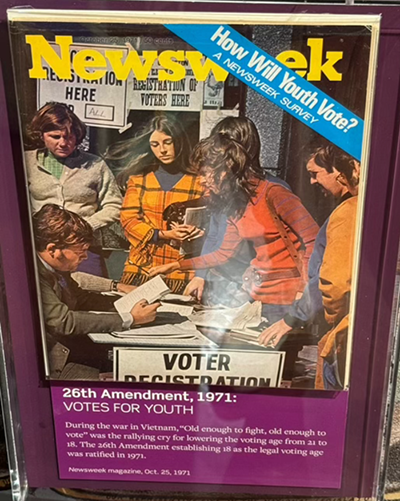 Newsweek
How Will Youth Vote?
A NEWSWEEK SURVEY
REGISTRATION
HERE
ALL
REGISTRATION OF
VOTERS HERE
VOTER
REGISTRATION
26th Amendment, 1971:
VOTES FOR YOUTH
During the war in Vietnam, “Old enough to fight, old enough to
vote” was the rallying cry for lowering the voting age from 21 to
18. The 26th Amendment establishing 18 as the legal voting age
was ratified in 1971.
Newsweek magazine, Oct. 25, 1971